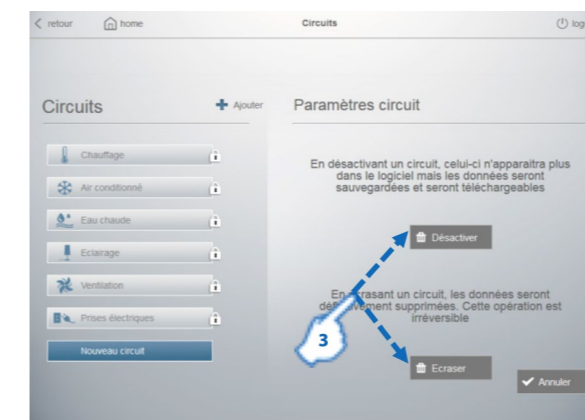 retour
home
Circuits
Circuits
Ajouter
Chauffage
Air conditionné
Eau chaude
Eclairage
Ventilation
Prises électriques
Nouveau circuit
Paramètres circuit
En désactivant un circuit, celui-ci n'apparaitra plus
dans le logiciel mais les données seront
sauvegardées et seront téléchargeables
Désactiver
En écrasant un circuit, les données seront
définitivement supprimées. Cette opération est
irréversible
3
Ecraser
Annuler